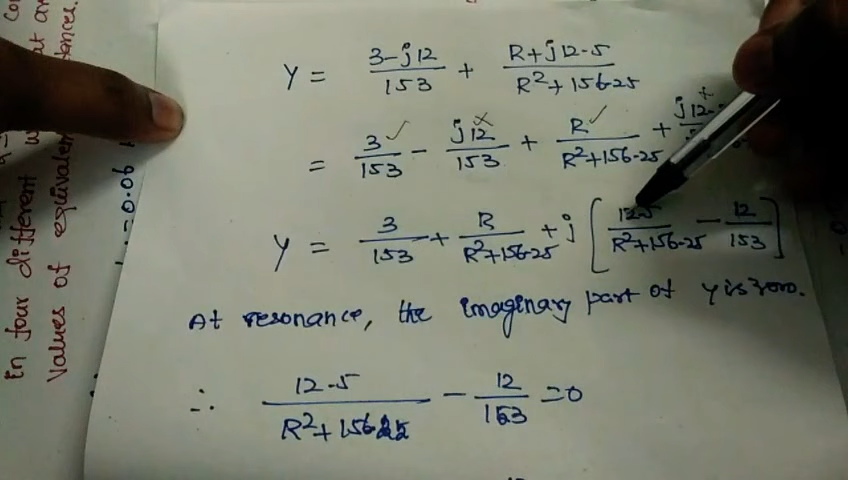 Y = 3-j12/153 + R+j12.5/R²+156.25
= 3/153 - j12/153 + R/R²+156.25 + j12.
Y = 3/153 + R/R²+156.25 + j [ 12.5/R²+156.25 - 12/153 ]
At resonance, the imaginary part of Y is zero.
∴ 12.5/R²+156.25 - 12/153 = 0
in four different
values of equivalen